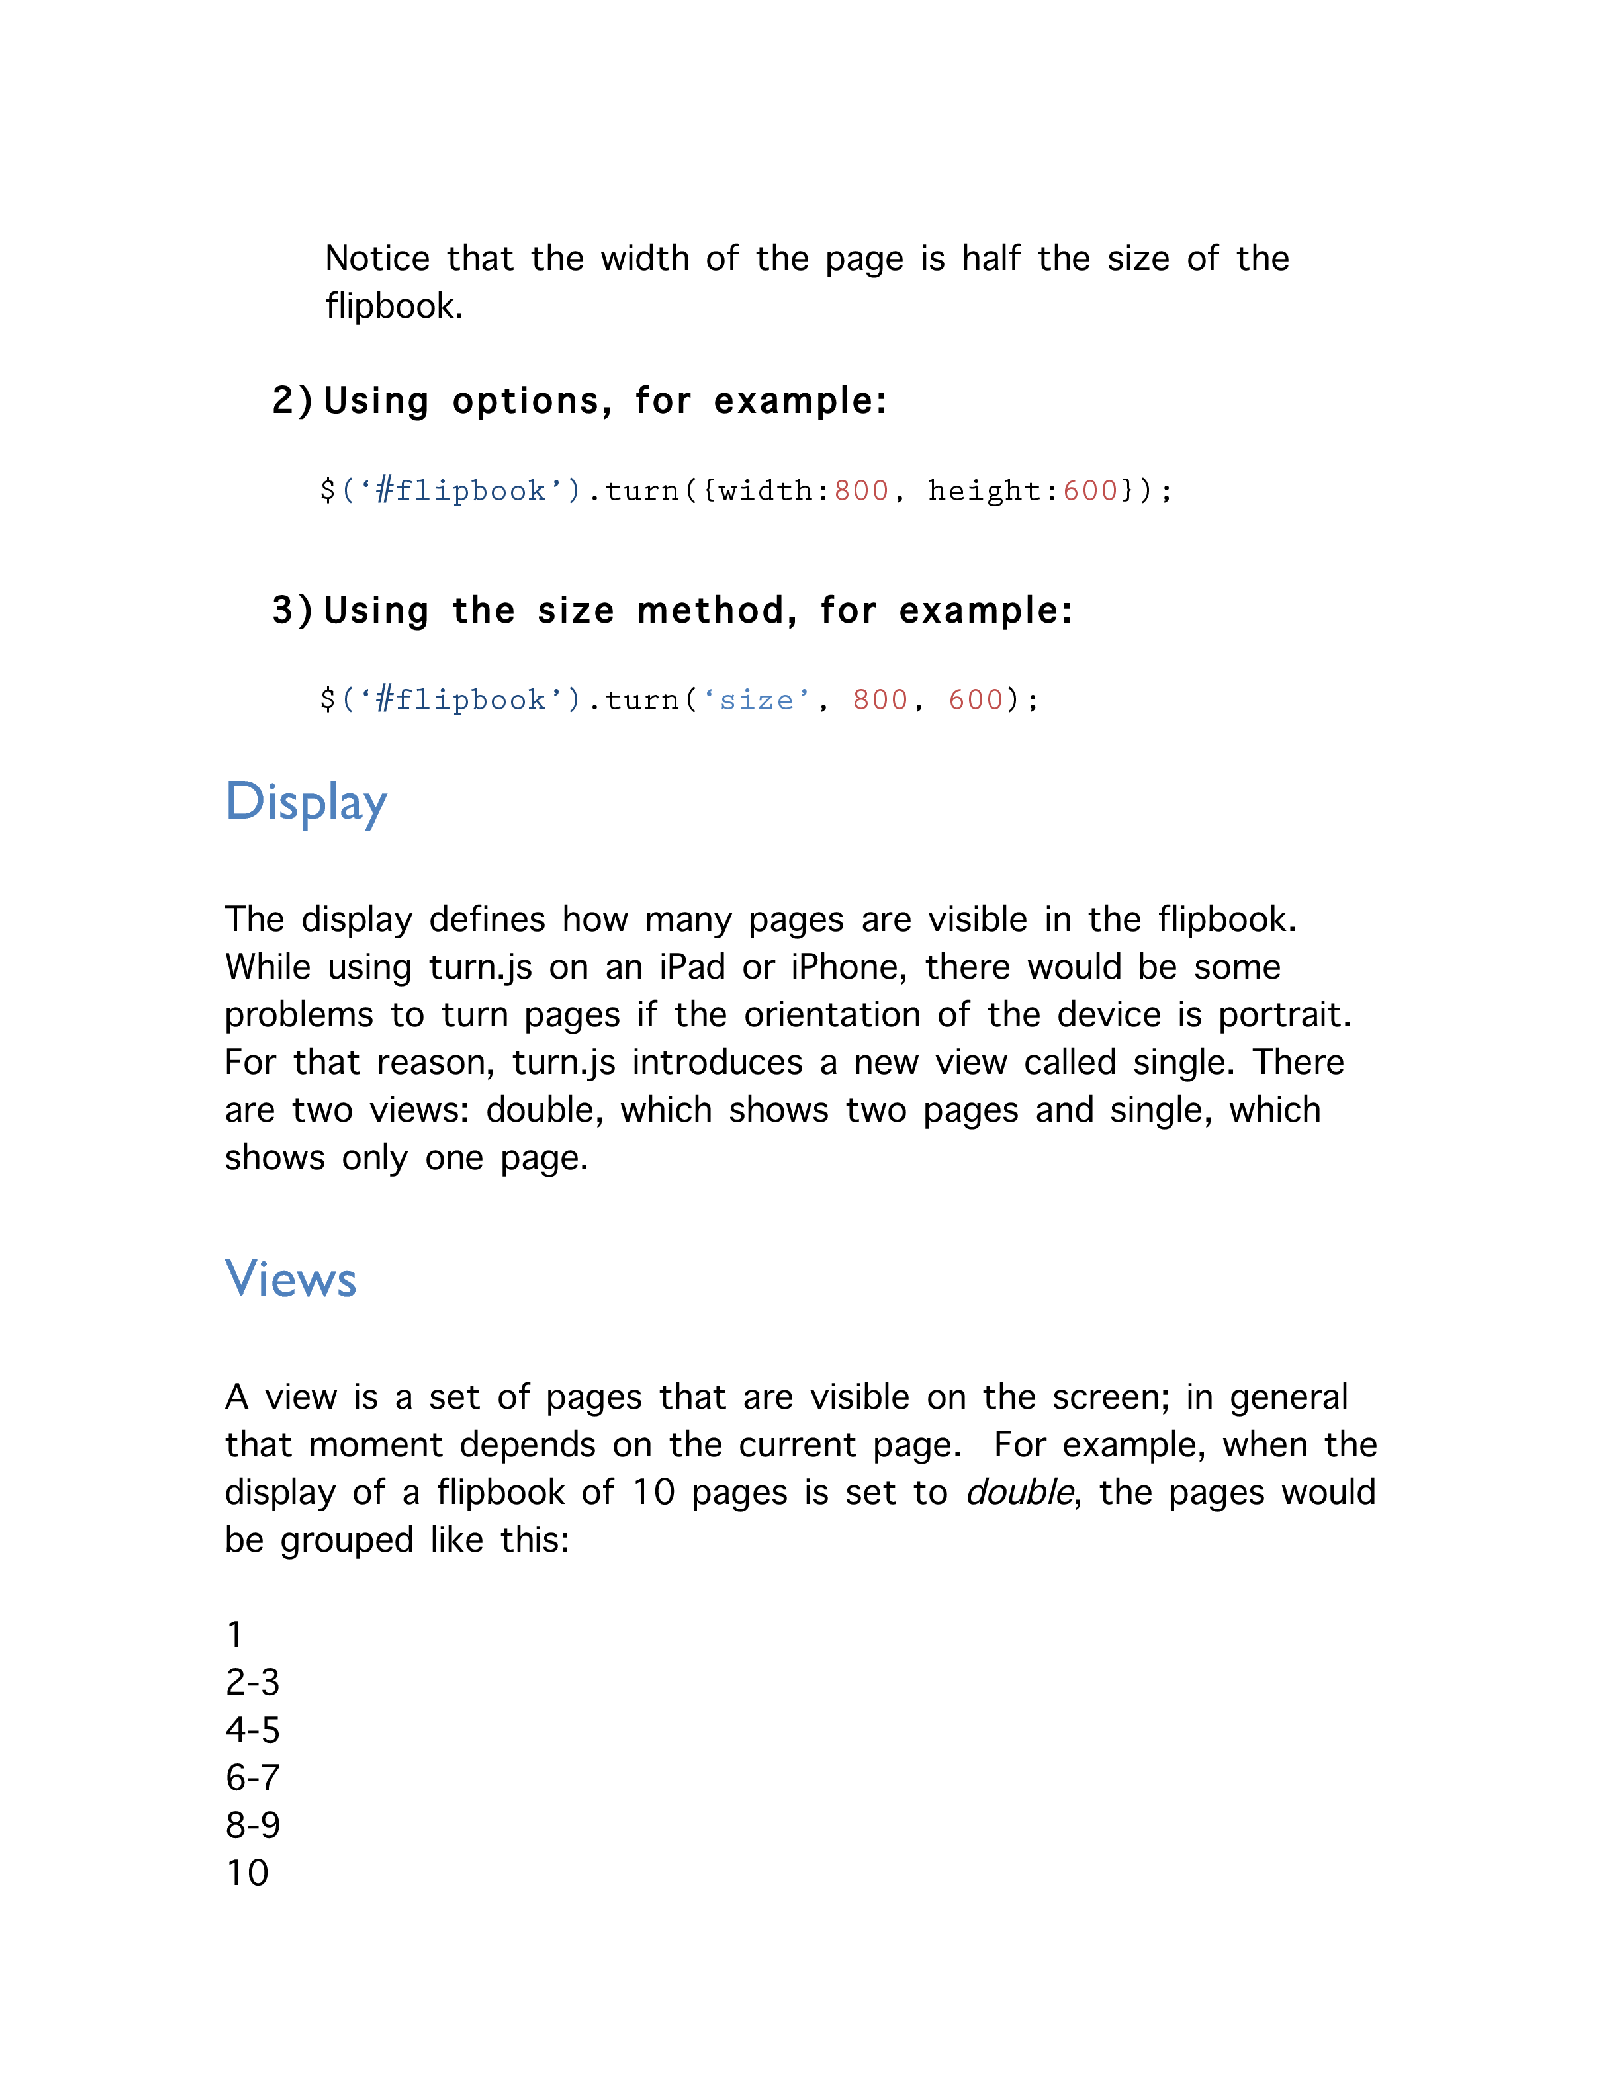 Notice that the width of the page is half the size of the
flipbook.
2) Using options, for example:
$(‘#flipbook’).turn({width:800, height:600});
3) Using the size method, for example:
$(‘#flipbook’).turn(‘size’, 800, 600);
Display
The display defines how many pages are visible in the flipbook.
While using turn.js on an iPad or iPhone, there would be some
problems to turn pages if the orientation of the device is portrait.
For that reason, turn.js introduces a new view called single. There
are two views: double, which shows two pages and single, which
shows only one page.
Views
A view is a set of pages that are visible on the screen; in general
that moment depends on the current page.  For example, when the
display of a flipbook of 10 pages is set to double, the pages would
be grouped like this:
1
2-3
4-5
6-7
8-9
10